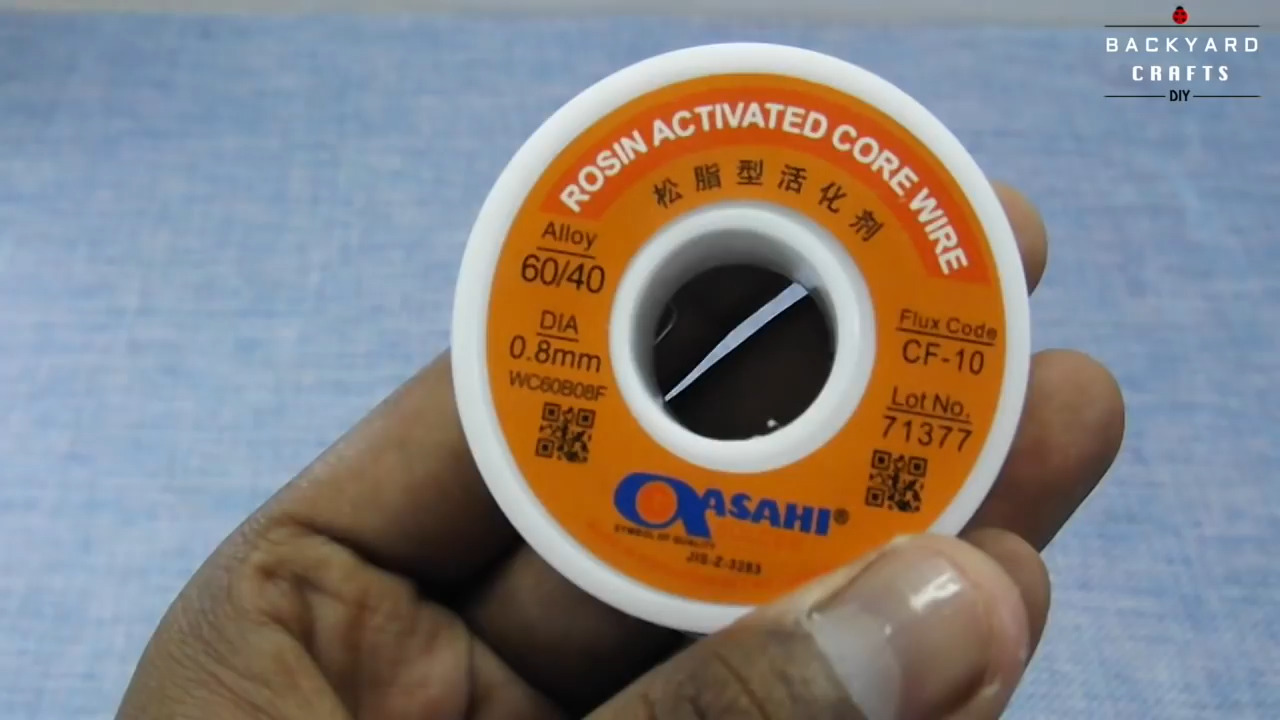 BACKYARD
CRAFTS
DIY
ROSIN ACTIVATED CORE WIRE
松脂型活化剂
Alloy
60/40
DIA
0.8mm
WC60B08F
Flux Code
CF-10
Lot No.
71377
ASAHI®
SYMBOL OF QUALITY
JIS-Z-3283